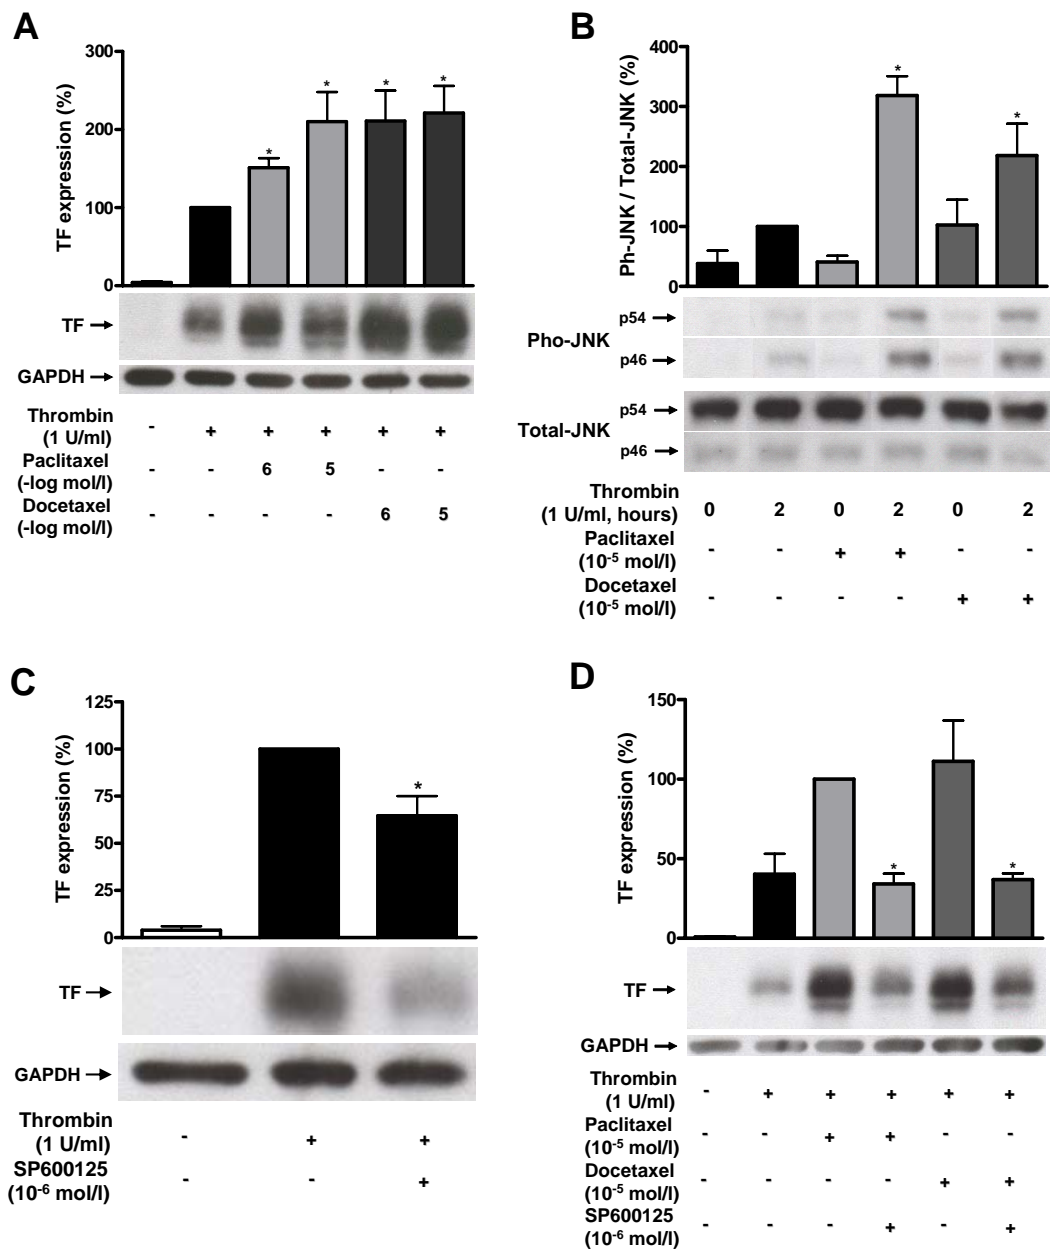 A
TF expression (%)
300
200
100
0
* * * *
TF
GAPDH
Thrombin
(1 U/ml) - + + + + +
Paclitaxel
(-log mol/l) - - 6 5 - -
Docetaxel
(-log mol/l) - - - - 6 5
B
Ph-JNK / Total-JNK (%)
400
300
200
100
0
* *
Pho-JNK
p54
p46
Total-JNK
p54
p46
Thrombin
(1 U/ml, hours) 0 2 0 2 0 2
Paclitaxel
(10⁻⁵ mol/l) - - + + - -
Docetaxel
(10⁻⁵ mol/l) - - - - + +
C
TF expression (%)
125
100
75
50
25
0
*
TF
GAPDH
Thrombin
(1 U/ml) - + +
SP600125
(10⁻⁶ mol/l) - - +
D
TF expression (%)
150
100
50
0
* *
TF
GAPDH
Thrombin
(1 U/ml) - + + + + +
Paclitaxel
(10⁻⁵ mol/l) - - + + - -
Docetaxel
(10⁻⁵ mol/l) - - - - + +
SP600125
(10⁻⁶ mol/l) - - - + - +